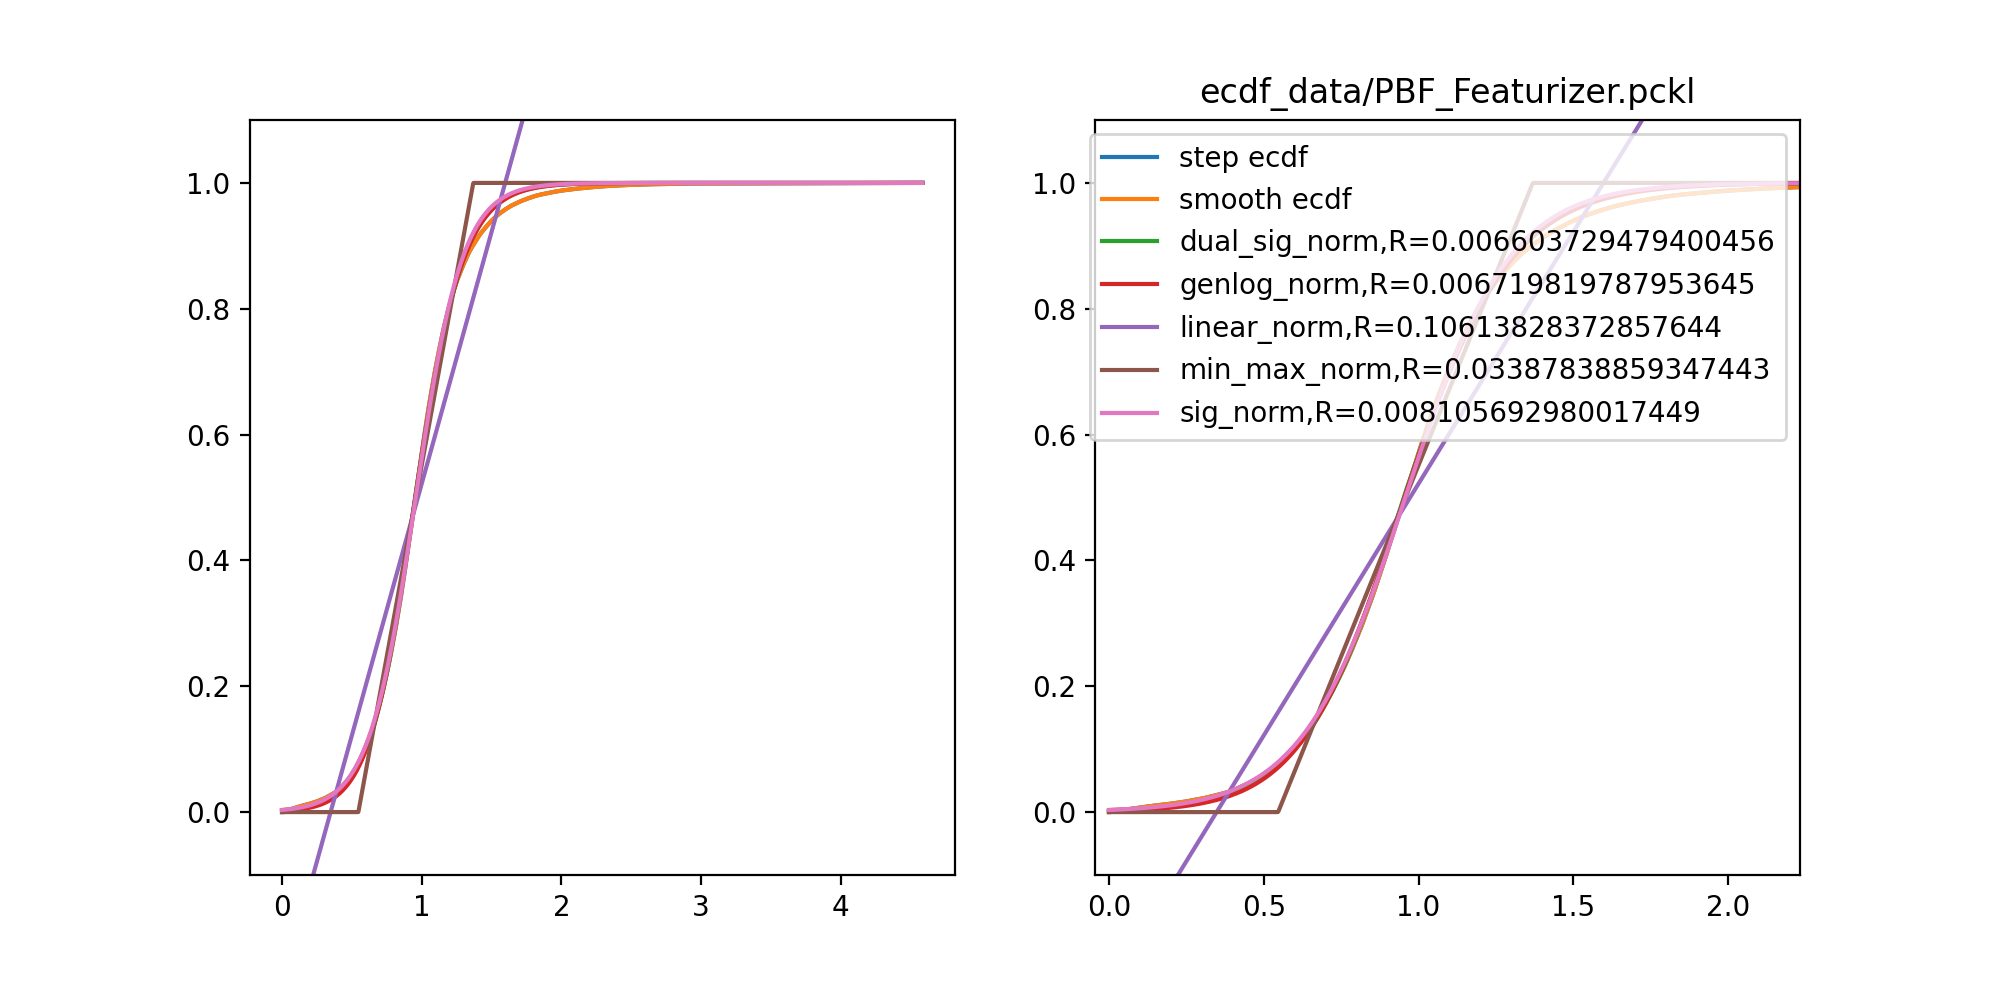 ecdf_data/PBF_Featurizer.pckl
1.0
0.8
0.6
0.4
0.2
0.0
0 1 2 3 4
1.0
0.8
0.6
0.4
0.2
0.0
0.0 0.5 1.0 1.5 2.0
step ecdf
smooth ecdf
dual_sig_norm,R=0.006603729479400456
genlog_norm,R=0.006719819787953645
linear_norm,R=0.10613828372857644
min_max_norm,R=0.03387838859347443
sig_norm,R=0.008105692980017449